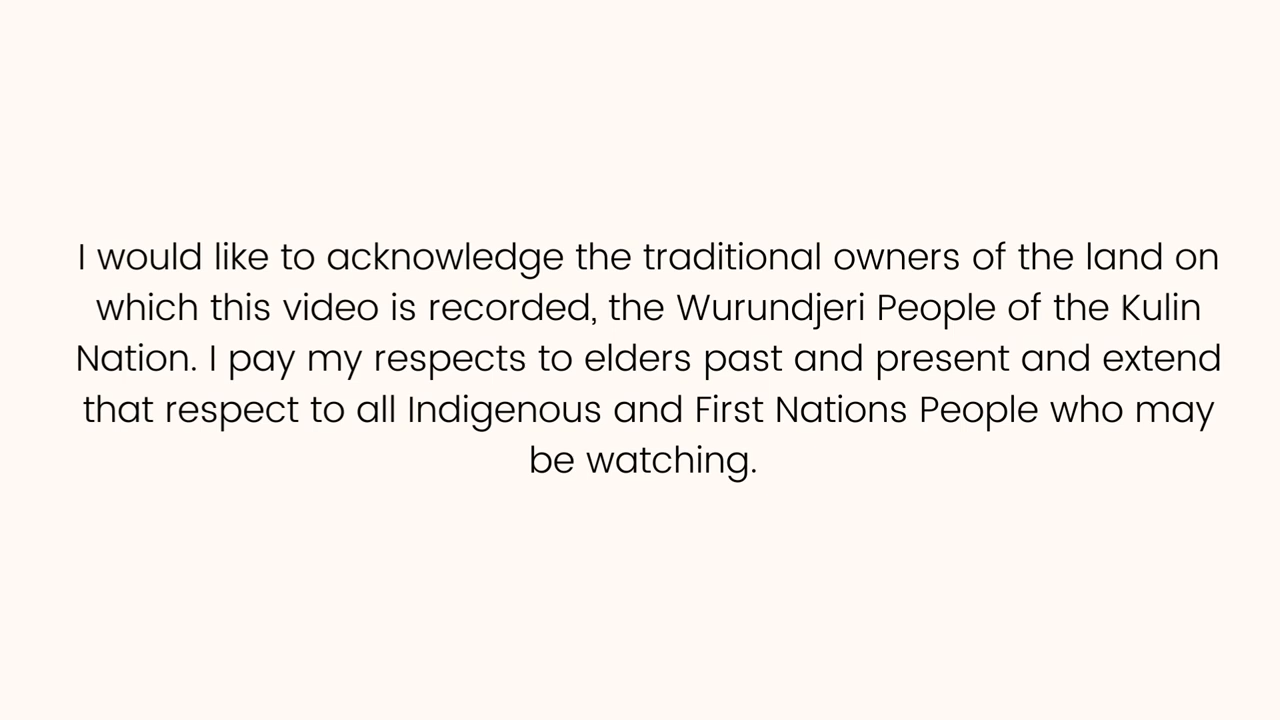 I would like to acknowledge the traditional owners of the land on
which this video is recorded, the Wurundjeri People of the Kulin
Nation. I pay my respects to elders past and present and extend
that respect to all Indigenous and First Nations People who may
be watching.